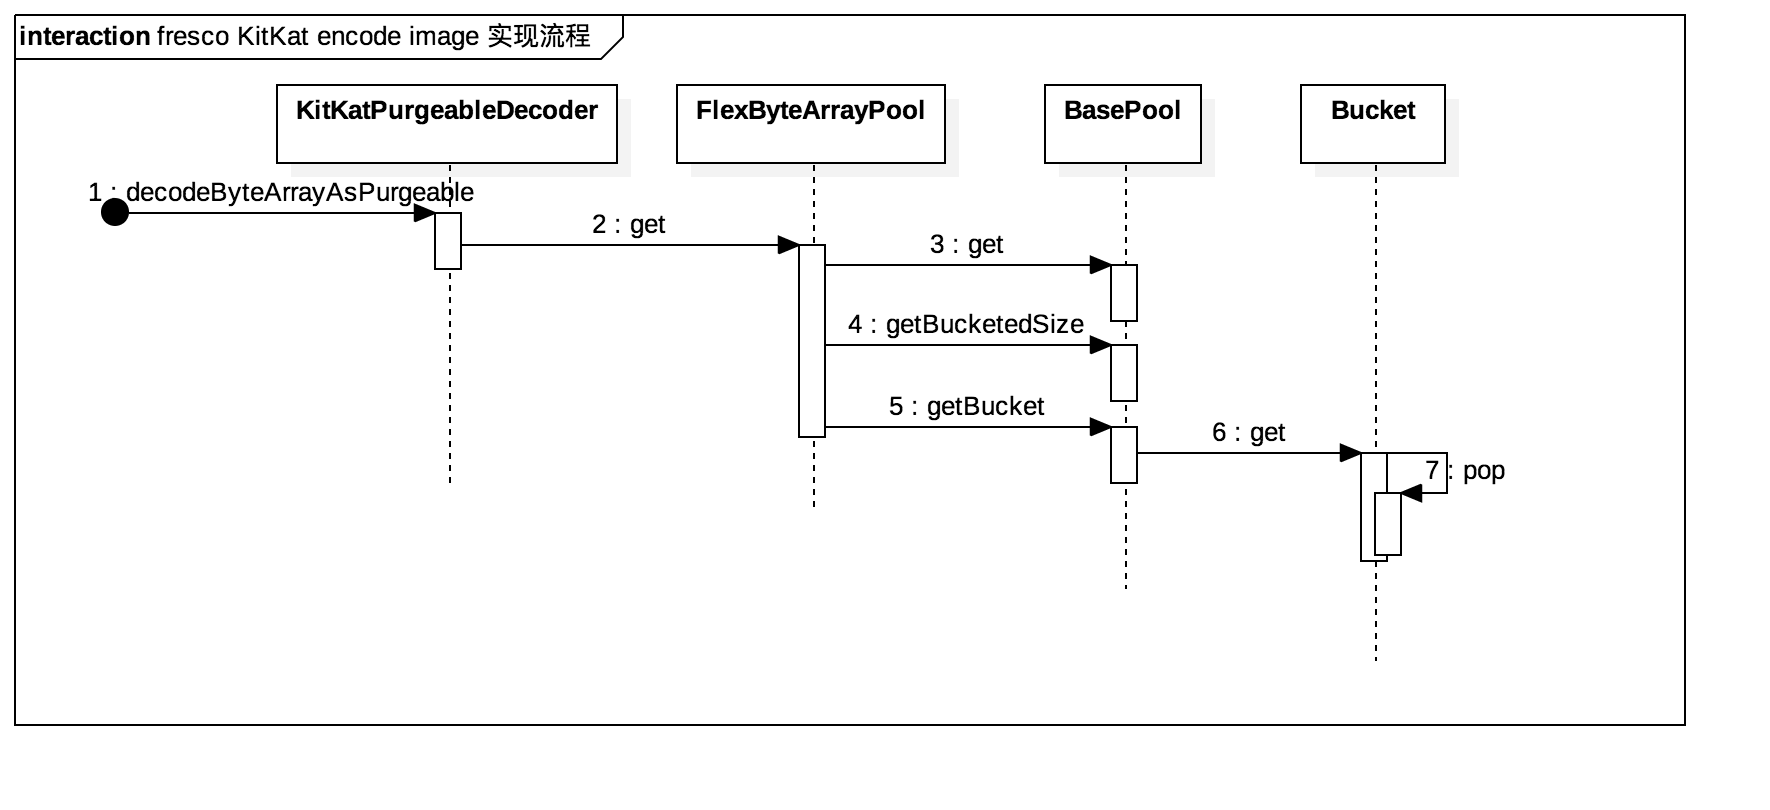 interaction fresco KitKat encode image 实现流程
KitKatPurgeableDecoder
FlexByteArrayPool
BasePool
Bucket
1 : decodeByteArrayAsPurgeable
2 : get
3 : get
4 : getBucketedSize
5 : getBucket
6 : get
7 : pop